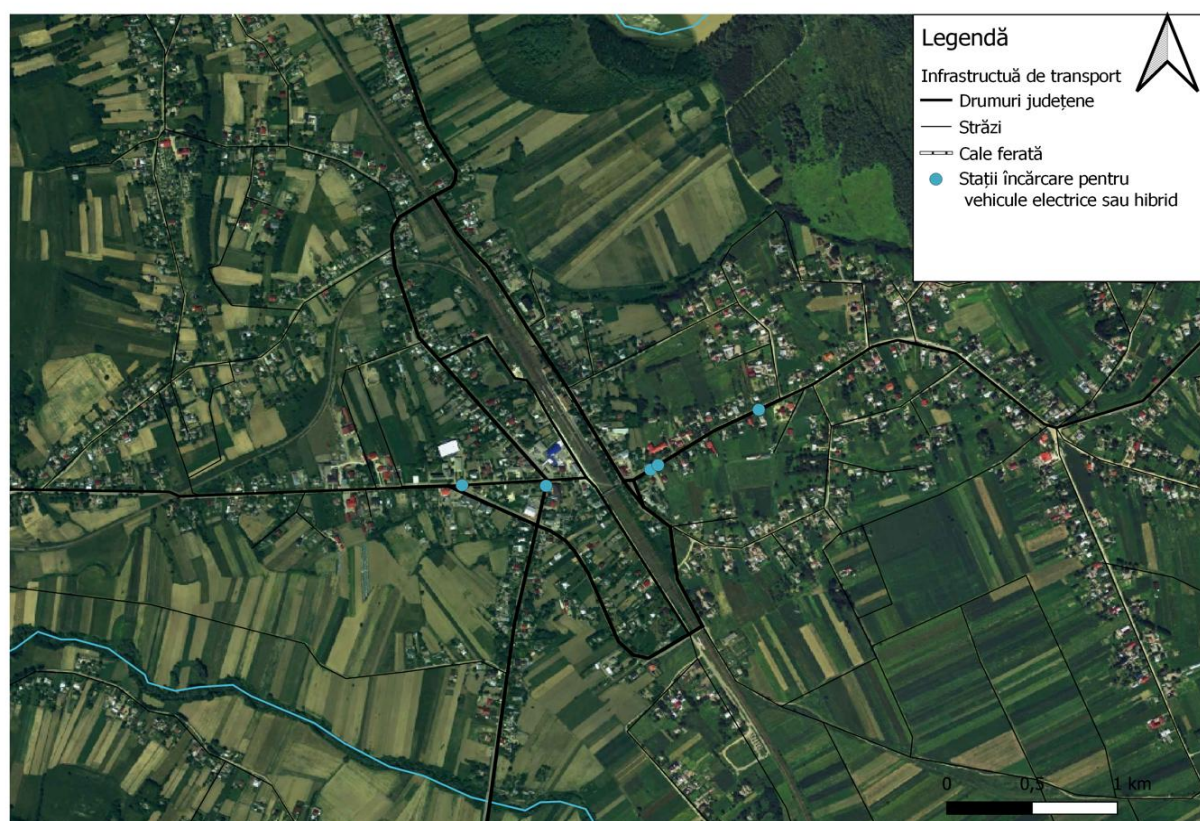 Legendă
Infrastructuă de transport
Drumuri județene
Străzi
Cale ferată
Stații încărcare pentru
vehicule electrice sau hibrid
0 0,5 1 km